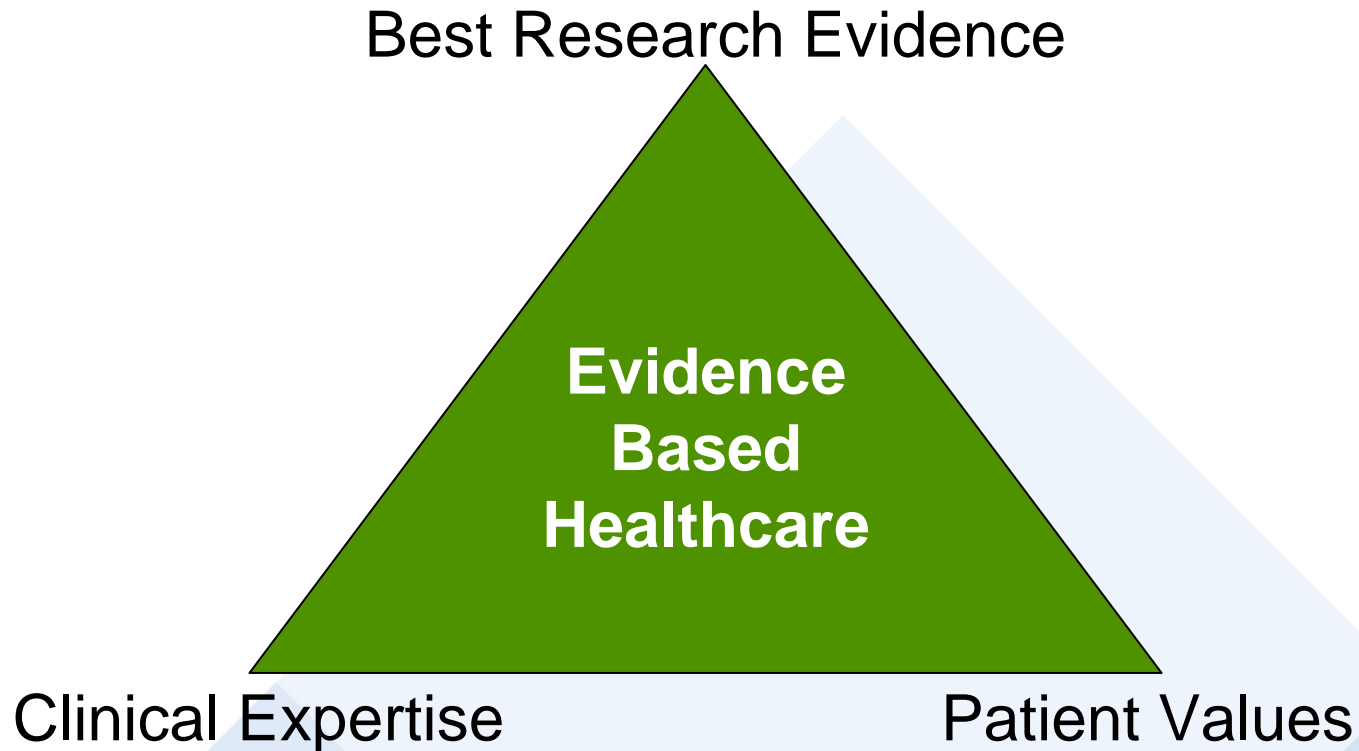 Best Research Evidence
Evidence
Based
Healthcare
Clinical Expertise
Patient Values